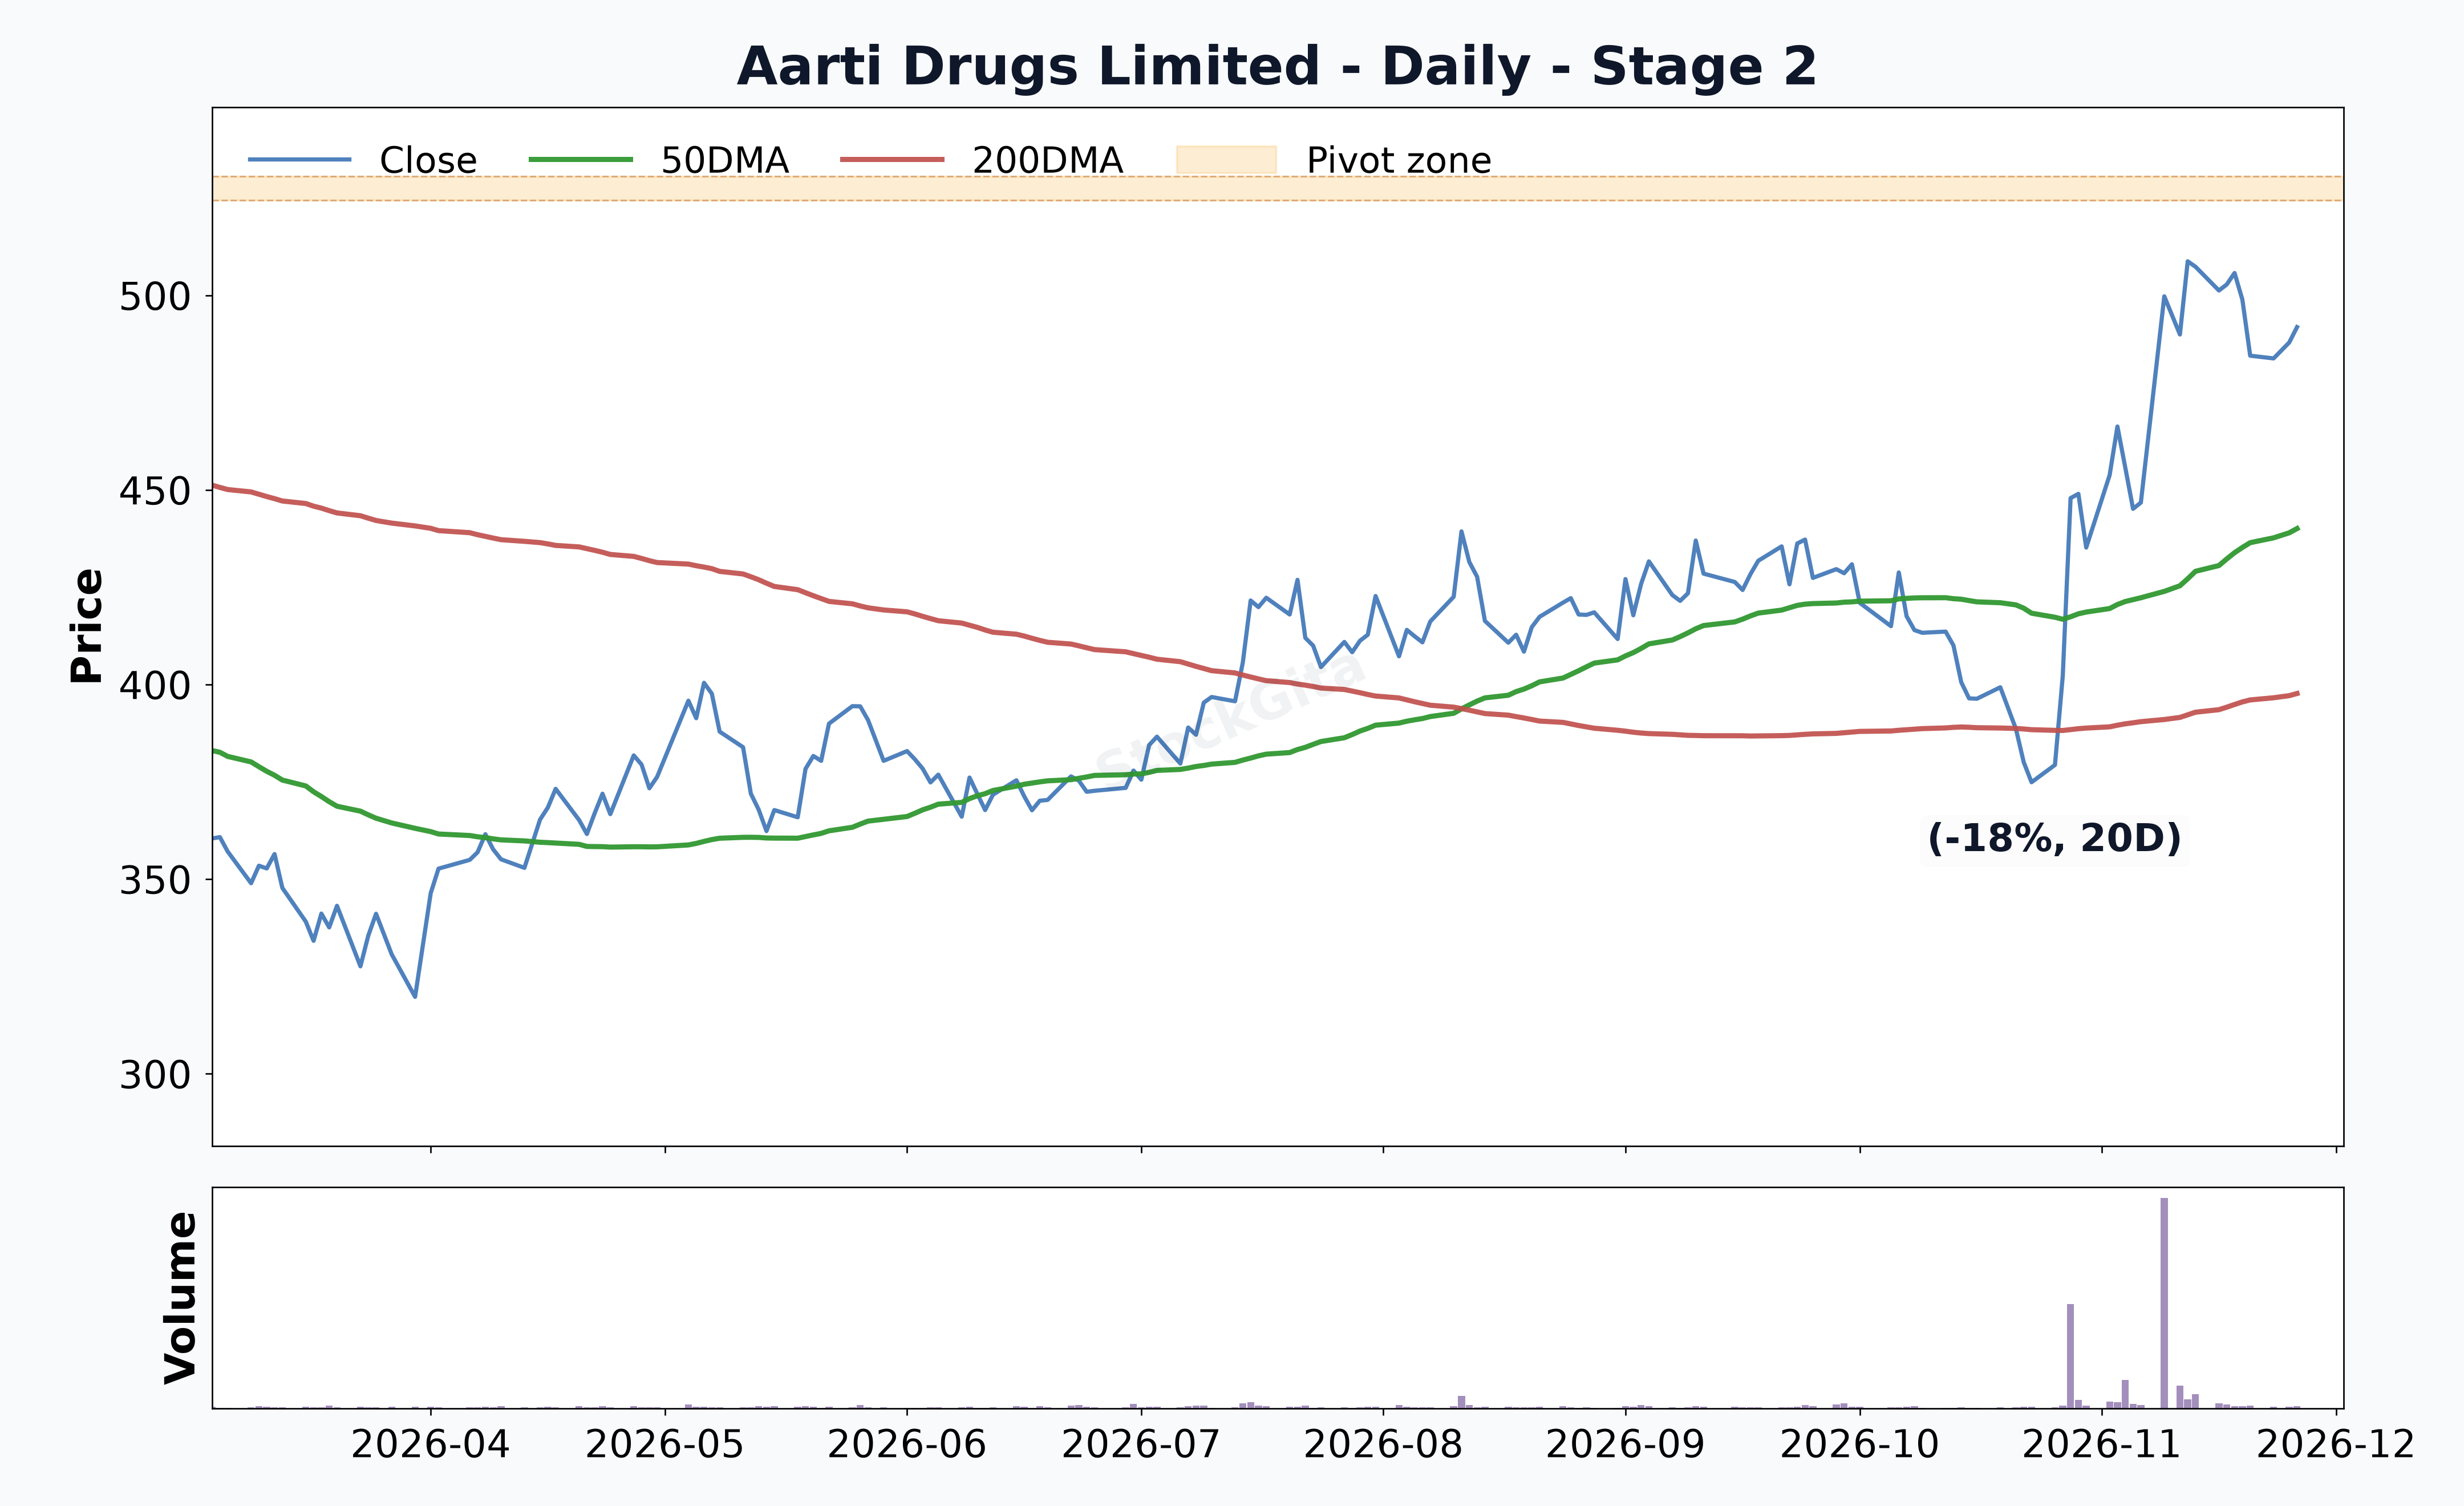 Aarti Drugs Limited - Daily - Stage 2
Close 50DMA 200DMA Pivot zone
500
450
400
350
300
Price
StockGita
(-18%, 20D)
Volume
2026-04 2026-05 2026-06 2026-07 2026-08 2026-09 2026-10 2026-11 2026-12